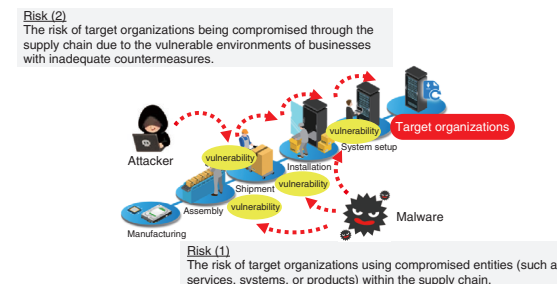 Risk (2)
The risk of target organizations being compromised through the
supply chain due to the vulnerable environments of businesses
with inadequate countermeasures.
vulnerability
Target organizations
System setup
Attacker
vulnerability
Installation
vulnerability
Shipment
vulnerability
Assembly
Malware
Manufacturing
Risk (1)
The risk of target organizations using compromised entities (such a
services, systems, or products) within the supply chain.